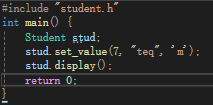 #include "student.h"
int main() {
    Student stud;
    stud.set_value(7, "teq", 'm');
    stud.display();
    return 0;
}